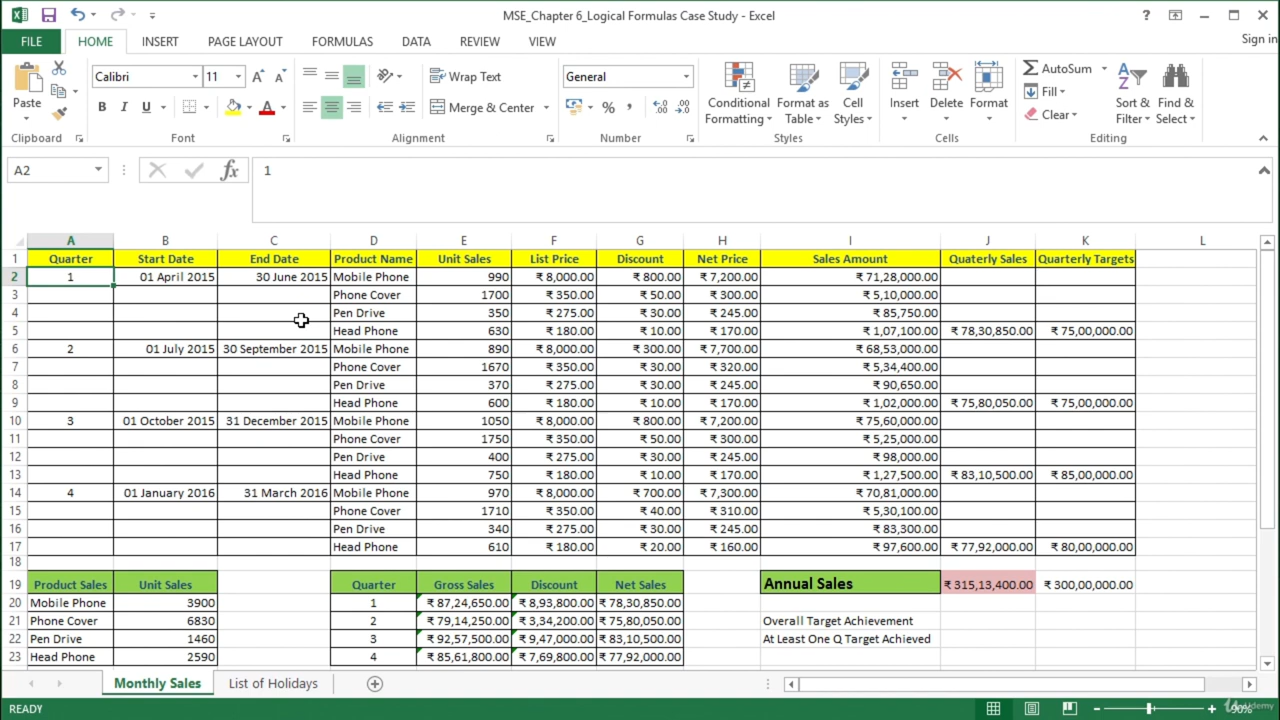 MSE_Chapter 6_Logical Formulas Case Study - Excel
FILE HOME INSERT PAGE LAYOUT FORMULAS DATA REVIEW VIEW Sign in
Calibri 11 Wrap Text General AutoSum
Fill
Paste B I U Merge & Center % Conditional Formatting Format as Table Cell Styles Insert Delete Format Clear Sort & Filter Find & Select
Clipboard Font Alignment Number Styles Cells Editing
A2 fx 1
A B C D E F G H I J K L
1 Quarter Start Date End Date Product Name Unit Sales List Price Discount Net Price Sales Amount Quaterly Sales Quarterly Targets
2 1 01 April 2015 30 June 2015 Mobile Phone 990 ₹ 8,000.00 ₹ 800.00 ₹ 7,200.00 ₹ 71,28,000.00
3 Phone Cover 1700 ₹ 350.00 ₹ 50.00 ₹ 300.00 ₹ 5,10,000.00
4 Pen Drive 350 ₹ 275.00 ₹ 30.00 ₹ 245.00 ₹ 85,750.00
5 Head Phone 630 ₹ 180.00 ₹ 10.00 ₹ 170.00 ₹ 1,07,100.00 ₹ 78,30,850.00 ₹ 75,00,000.00
6 2 01 July 2015 30 September 2015 Mobile Phone 890 ₹ 8,000.00 ₹ 300.00 ₹ 7,700.00 ₹ 68,53,000.00
7 Phone Cover 1670 ₹ 350.00 ₹ 30.00 ₹ 320.00 ₹ 5,34,400.00
8 Pen Drive 370 ₹ 275.00 ₹ 30.00 ₹ 245.00 ₹ 90,650.00
9 Head Phone 600 ₹ 180.00 ₹ 10.00 ₹ 170.00 ₹ 1,02,000.00 ₹ 75,80,050.00 ₹ 75,00,000.00
10 3 01 October 2015 31 December 2015 Mobile Phone 1050 ₹ 8,000.00 ₹ 800.00 ₹ 7,200.00 ₹ 75,60,000.00
11 Phone Cover 1750 ₹ 350.00 ₹ 50.00 ₹ 300.00 ₹ 5,25,000.00
12 Pen Drive 400 ₹ 275.00 ₹ 30.00 ₹ 245.00 ₹ 98,000.00
13 Head Phone 750 ₹ 180.00 ₹ 10.00 ₹ 170.00 ₹ 1,27,500.00 ₹ 83,10,500.00 ₹ 85,00,000.00
14 4 01 January 2016 31 March 2016 Mobile Phone 970 ₹ 8,000.00 ₹ 700.00 ₹ 7,300.00 ₹ 70,81,000.00
15 Phone Cover 1710 ₹ 350.00 ₹ 40.00 ₹ 310.00 ₹ 5,30,100.00
16 Pen Drive 340 ₹ 275.00 ₹ 30.00 ₹ 245.00 ₹ 83,300.00
17 Head Phone 610 ₹ 180.00 ₹ 20.00 ₹ 160.00 ₹ 97,600.00 ₹ 77,92,000.00 ₹ 80,00,000.00
18
19 Product Sales Unit Sales Quarter Gross Sales Discount Net Sales Annual Sales ₹ 315,13,400.00 ₹ 300,00,000.00
20 Mobile Phone 3900 1 ₹ 87,24,650.00 ₹ 8,93,800.00 ₹ 78,30,850.00
21 Phone Cover 6830 2 ₹ 79,14,250.00 ₹ 3,34,200.00 ₹ 75,80,050.00 Overall Target Achievement
22 Pen Drive 1460 3 ₹ 92,57,500.00 ₹ 9,47,000.00 ₹ 83,10,500.00 At Least One Q Target Achieved
23 Head Phone 2590 4 ₹ 85,61,800.00 ₹ 7,69,800.00 ₹ 77,92,000.00
Monthly Sales List of Holidays
READY 90%
Udemy